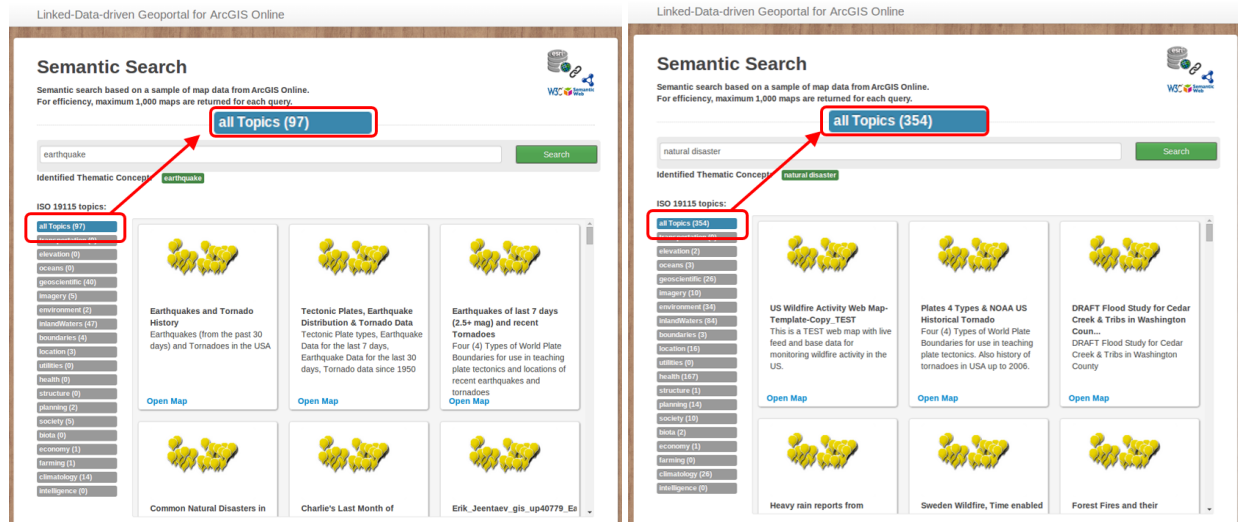 Linked-Data-driven Geoportal for ArcGIS Online
Semantic Search
Semantic search based on a sample of map data from ArcGIS Online.
For efficiency, maximum 1,000 maps are returned for each query.
esri
W3C Semantic Web
all Topics (97)
earthquake
Search
Identified Thematic Concept
earthquake
ISO 19115 topics:
all Topics (97)
elevation (0)
oceans (0)
geoscientific (40)
imagery (5)
environment (2)
inlandWaters (47)
boundaries (4)
location (3)
utilities (0)
health (0)
structure (0)
planning (2)
society (5)
biota (0)
economy (1)
farming (1)
climatology (14)
intelligence (0)
Earthquakes and Tornado
History
Earthquakes (from the past 30
days) and Tornadoes in the USA
Open Map
Tectonic Plates, Earthquake
Distribution & Tornado Data
Tectonic Plate types, Earthquake
Data for the last 7 days,
Earthquake Data for the last 30
days, Tornado data since 1950
Open Map
Earthquakes of last 7 days
(2.5+ mag) and recent
Tornadoes
Four (4) Types of World Plate
Boundaries for use in teaching
plate tectonics and locations of
recent earthquakes and
tornadoes
Open Map
Common Natural Disasters in
Charlie's Last Month of
Erik_Jeentaev_gis_up40779_Ea
Linked-Data-driven Geoportal for ArcGIS Online
Semantic Search
Semantic search based on a sample of map data from ArcGIS Online.
For efficiency, maximum 1,000 maps are returned for each query.
esri
W3C Semantic Web
all Topics (354)
natural disaster
Search
Identified Thematic Concept
natural disaster
ISO 19115 topics:
all Topics (354)
elevation (2)
oceans (3)
geoscientific (26)
imagery (10)
environment (34)
inlandWaters (84)
boundaries (3)
location (16)
utilities (0)
health (167)
structure (1)
planning (14)
society (10)
biota (2)
economy (1)
farming (0)
climatology (26)
intelligence (0)
US Wildfire Activity Web Map-
Template-Copy_TEST
This is a TEST web map with live
feed and base data for
monitoring wildfire activity in the
US.
Open Map
Plates 4 Types & NOAA US
Historical Tornado
Four (4) Types of World Plate
Boundaries for use in teaching
plate tectonics. Also history of
tornadoes in USA up to 2006.
Open Map
DRAFT Flood Study for Cedar
Creek & Tribs in Washington
Coun...
DRAFT Flood Study for Cedar
Creek & Tribs in Washington
County
Open Map
Heavy rain reports from
Sweden Wildfire, Time enabled
Forest Fires and their